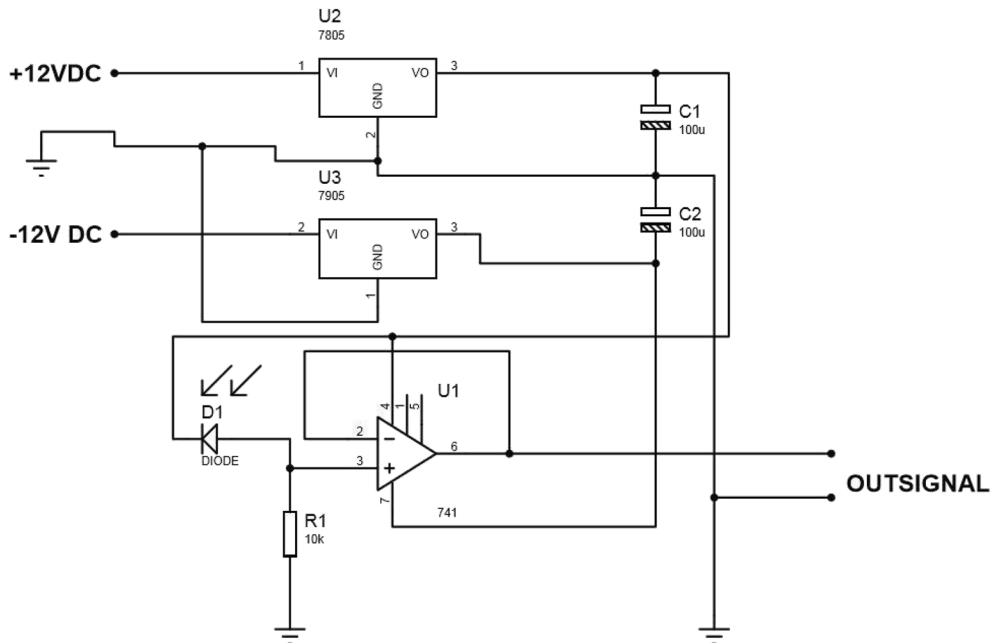 U2
7805
+12VDC
1
VI
VO
3
GND
2
C1
100u
U3
7905
-12V DC
2
VI
VO
3
GND
1
C2
100u
U1
4
1
5
D1
DIODE
2
3
6
7
741
OUTSIGNAL
R1
10k